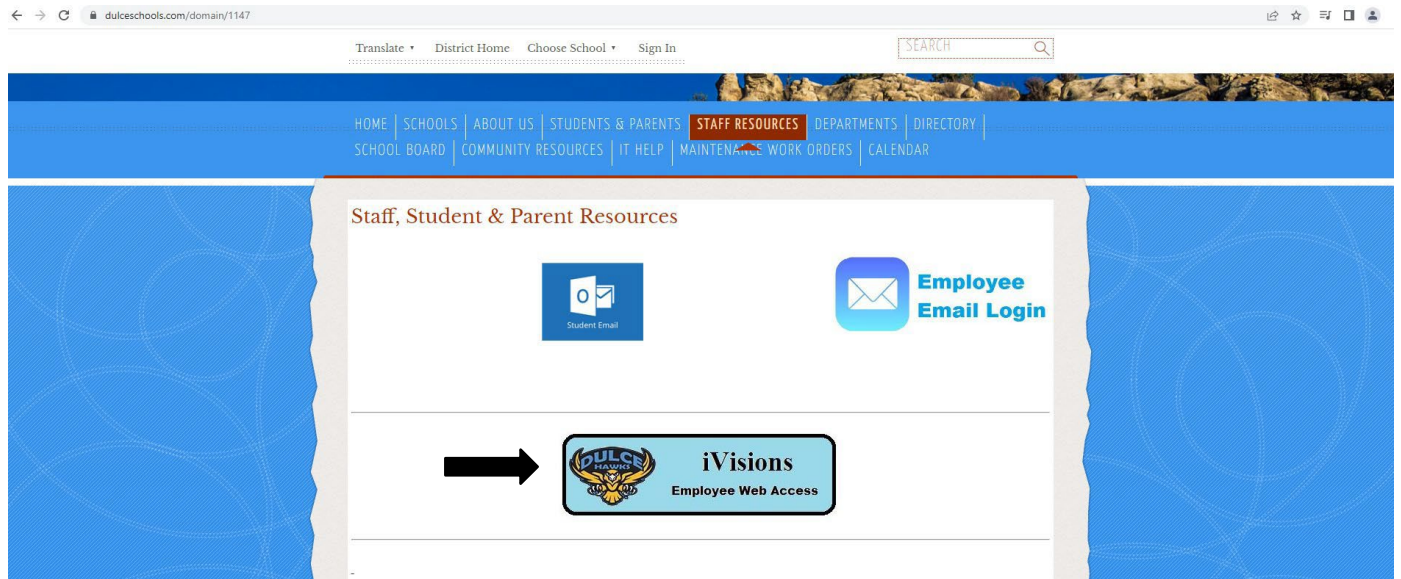 dulceschools.com/domain/1147
Translate District Home Choose School Sign In
SEARCH
HOME SCHOOLS ABOUT US STUDENTS & PARENTS STAFF RESOURCES DEPARTMENTS DIRECTORY
SCHOOL BOARD COMMUNITY RESOURCES IT HELP MAINTENANCE WORK ORDERS CALENDAR
Staff, Student & Parent Resources
O
Student Email
Employee
Email Login
DULCE
HAWKS
iVisions
Employee Web Access
-